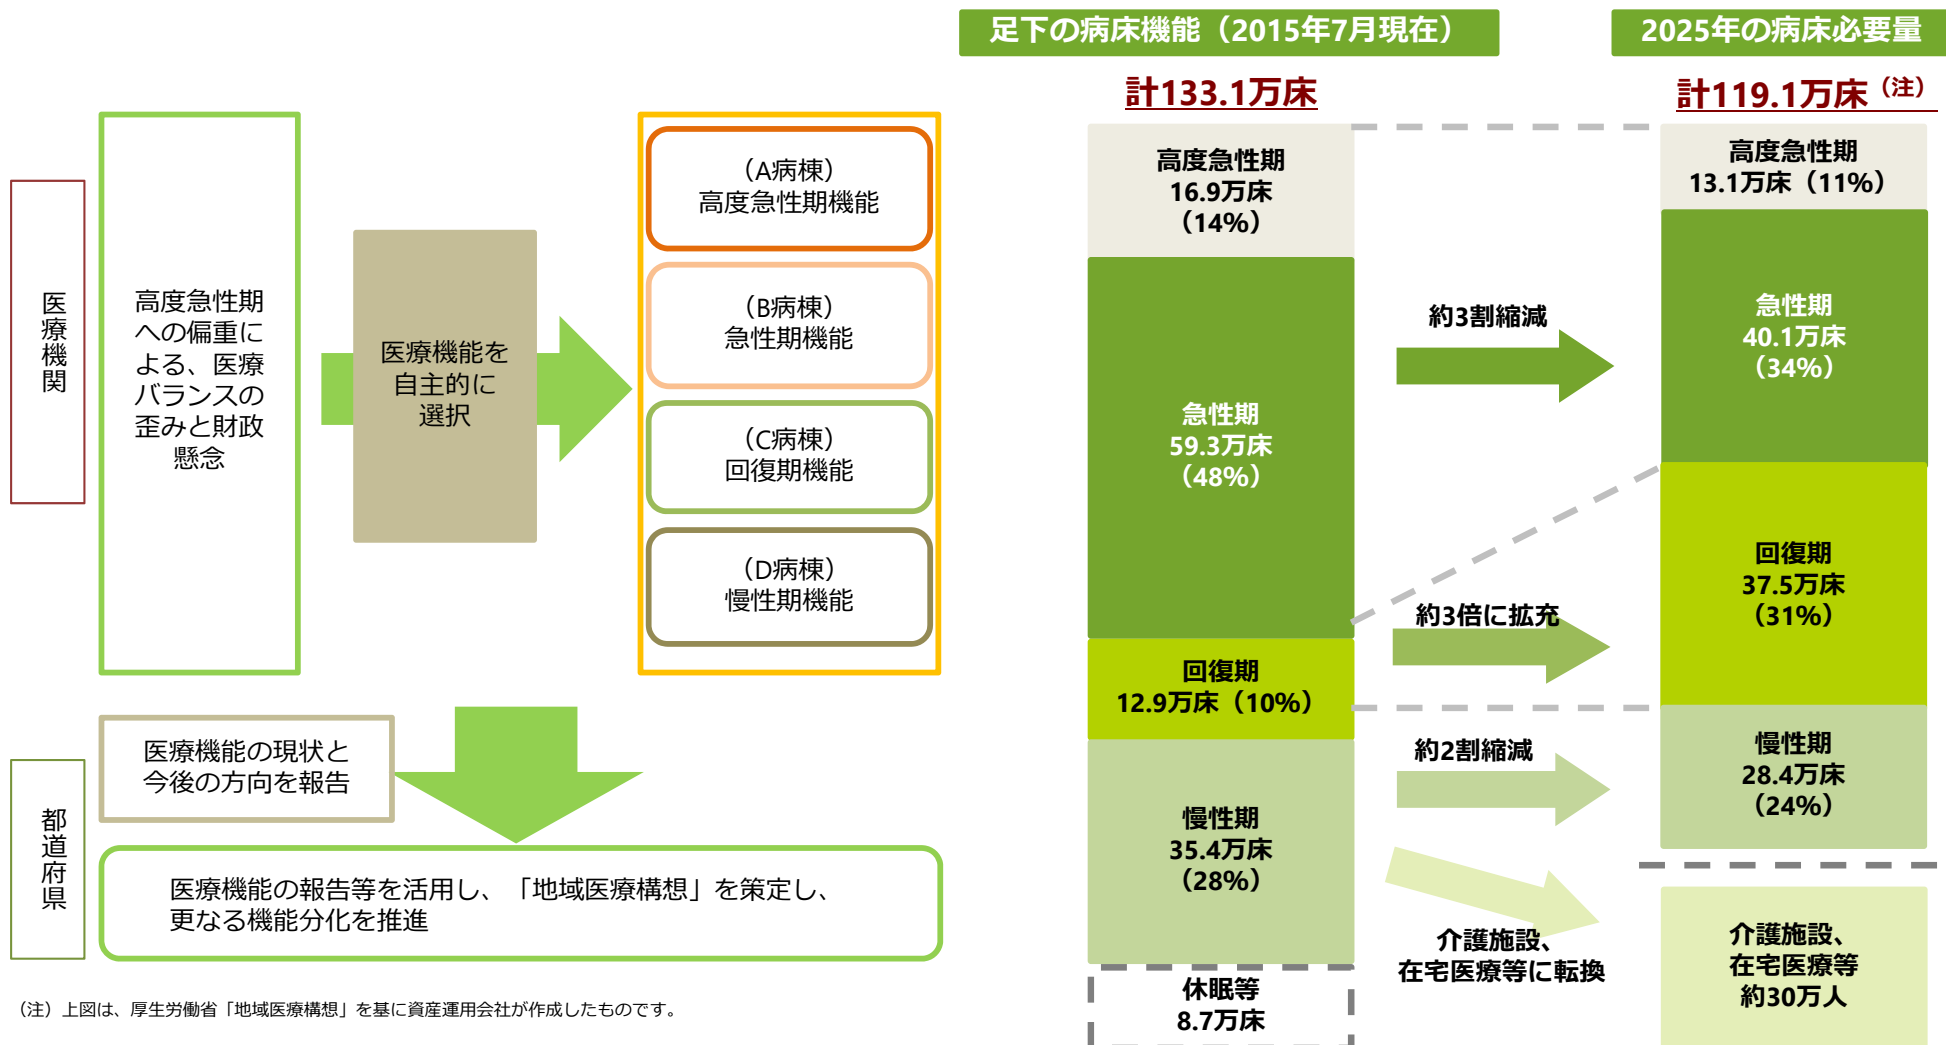 医療機関
高度急性期
への偏重に
よる、医療
バランスの
歪みと財政
懸念
医療機能を
自主的に
選択
（A病棟）
高度急性期機能
（B病棟）
急性期機能
（C病棟）
回復期機能
（D病棟）
慢性期機能
都道府県
医療機能の現状と
今後の方向を報告
医療機能の報告等を活用し、「地域医療構想」を策定し、
更なる機能分化を推進
（注）上図は、厚生労働省「地域医療構想」を基に資産運用会社が作成したものです。
足下の病床機能（2015年7月現在）
計133.1万床
高度急性期
16.9万床
（14%）
急性期
59.3万床
（48%）
回復期
12.9万床（10%）
慢性期
35.4万床
（28%）
休眠等
8.7万床
約3割縮減
約3倍に拡充
約2割縮減
介護施設、
在宅医療等に転換
2025年の病床必要量
計119.1万床（注）
高度急性期
13.1万床（11%）
急性期
40.1万床
（34%）
回復期
37.5万床
（31%）
慢性期
28.4万床
（24%）
介護施設、
在宅医療等
約30万人